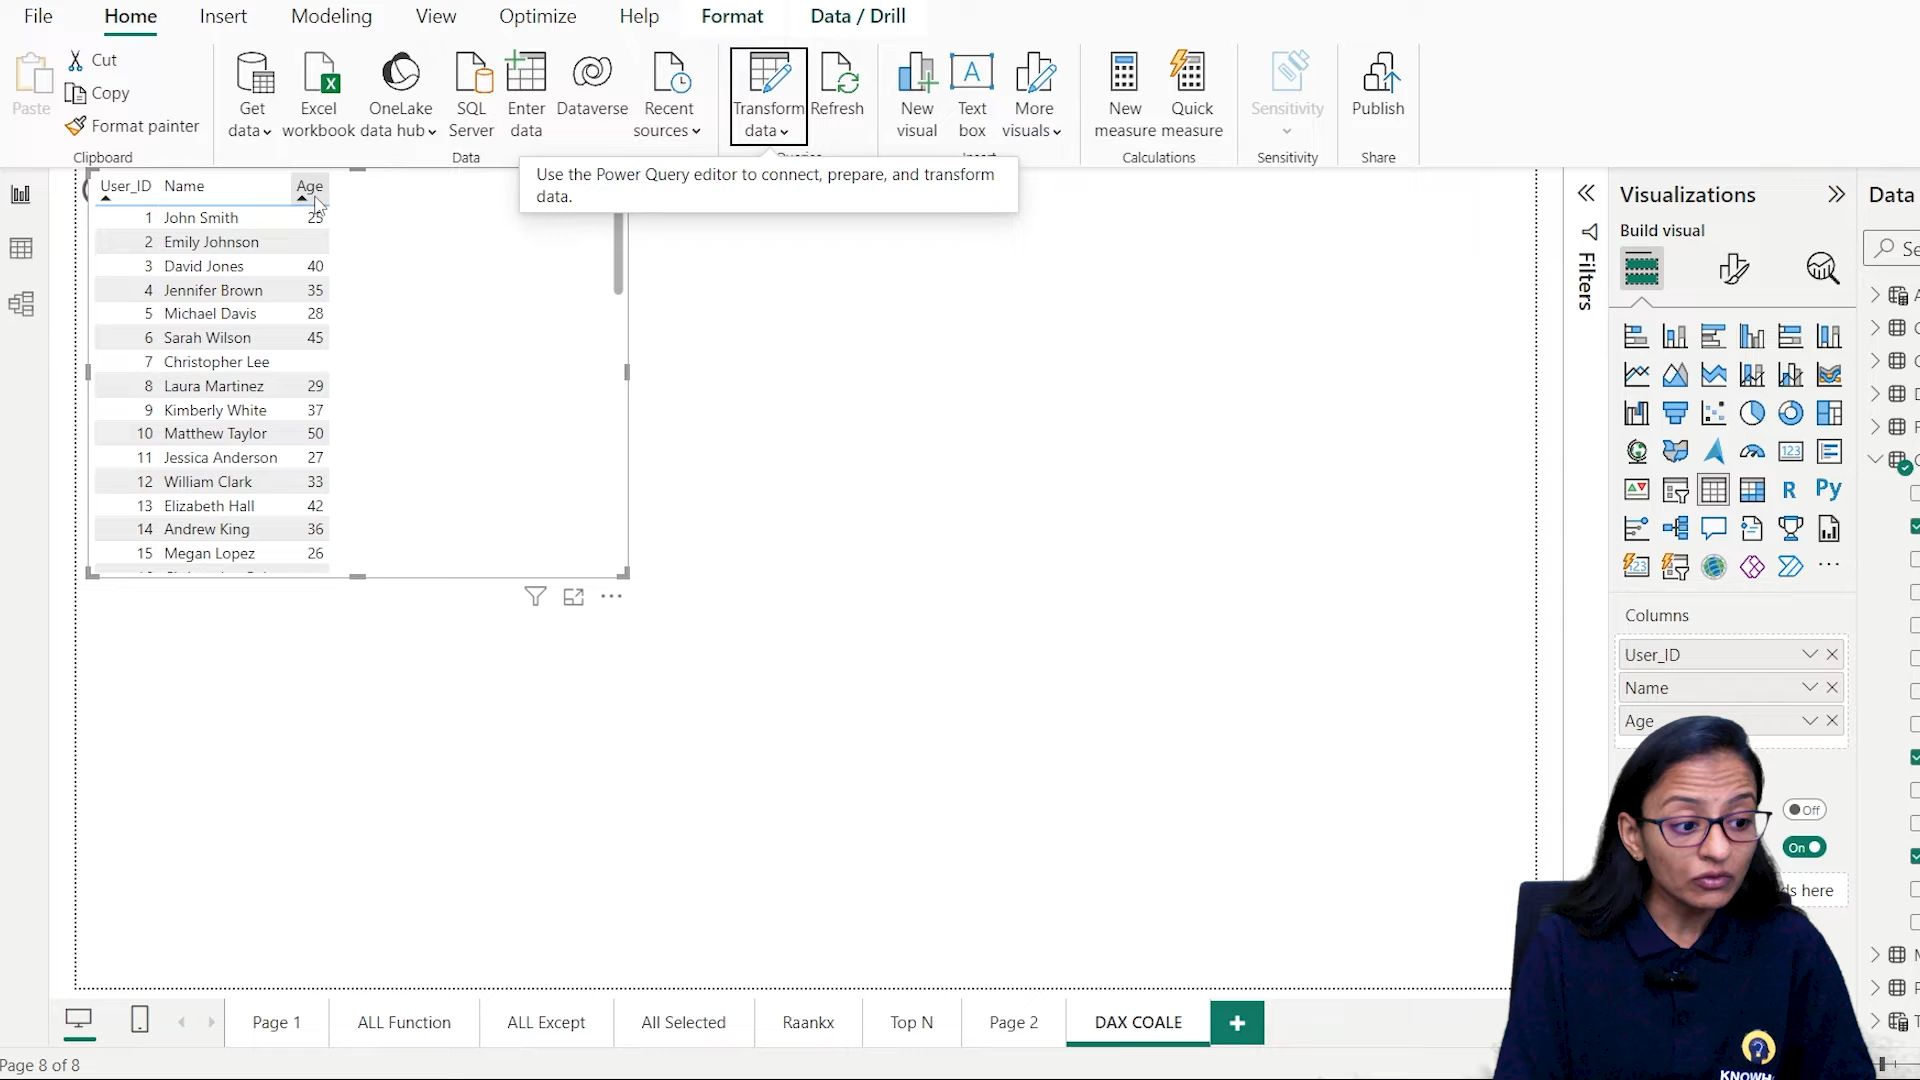 File Home Insert Modeling View Optimize Help Format Data / Drill
Paste
Cut
Copy
Format painter
Clipboard
Get data
Excel workbook
OneLake data hub
SQL Server
Enter data
Dataverse
Recent sources
Data
Transform data
Refresh
New visual
Text box
More visuals
New measure
Quick measure
Calculations
Sensitivity
Sensitivity
Publish
Share
Use the Power Query editor to connect, prepare, and transform
data.
User_ID Name Age
1 John Smith 25
2 Emily Johnson
3 David Jones 40
4 Jennifer Brown 35
5 Michael Davis 28
6 Sarah Wilson 45
7 Christopher Lee
8 Laura Martinez 29
9 Kimberly White 37
10 Matthew Taylor 50
11 Jessica Anderson 27
12 William Clark 33
13 Elizabeth Hall 42
14 Andrew King 36
15 Megan Lopez 26
Filters
Visualizations
Build visual
123
R Py
123
Columns
User_ID
Name
Age
Off
On
ds here
Data
Se
Page 1 ALL Function ALL Except All Selected Raankx Top N Page 2 DAX COALE
Page 8 of 8
KNOWH